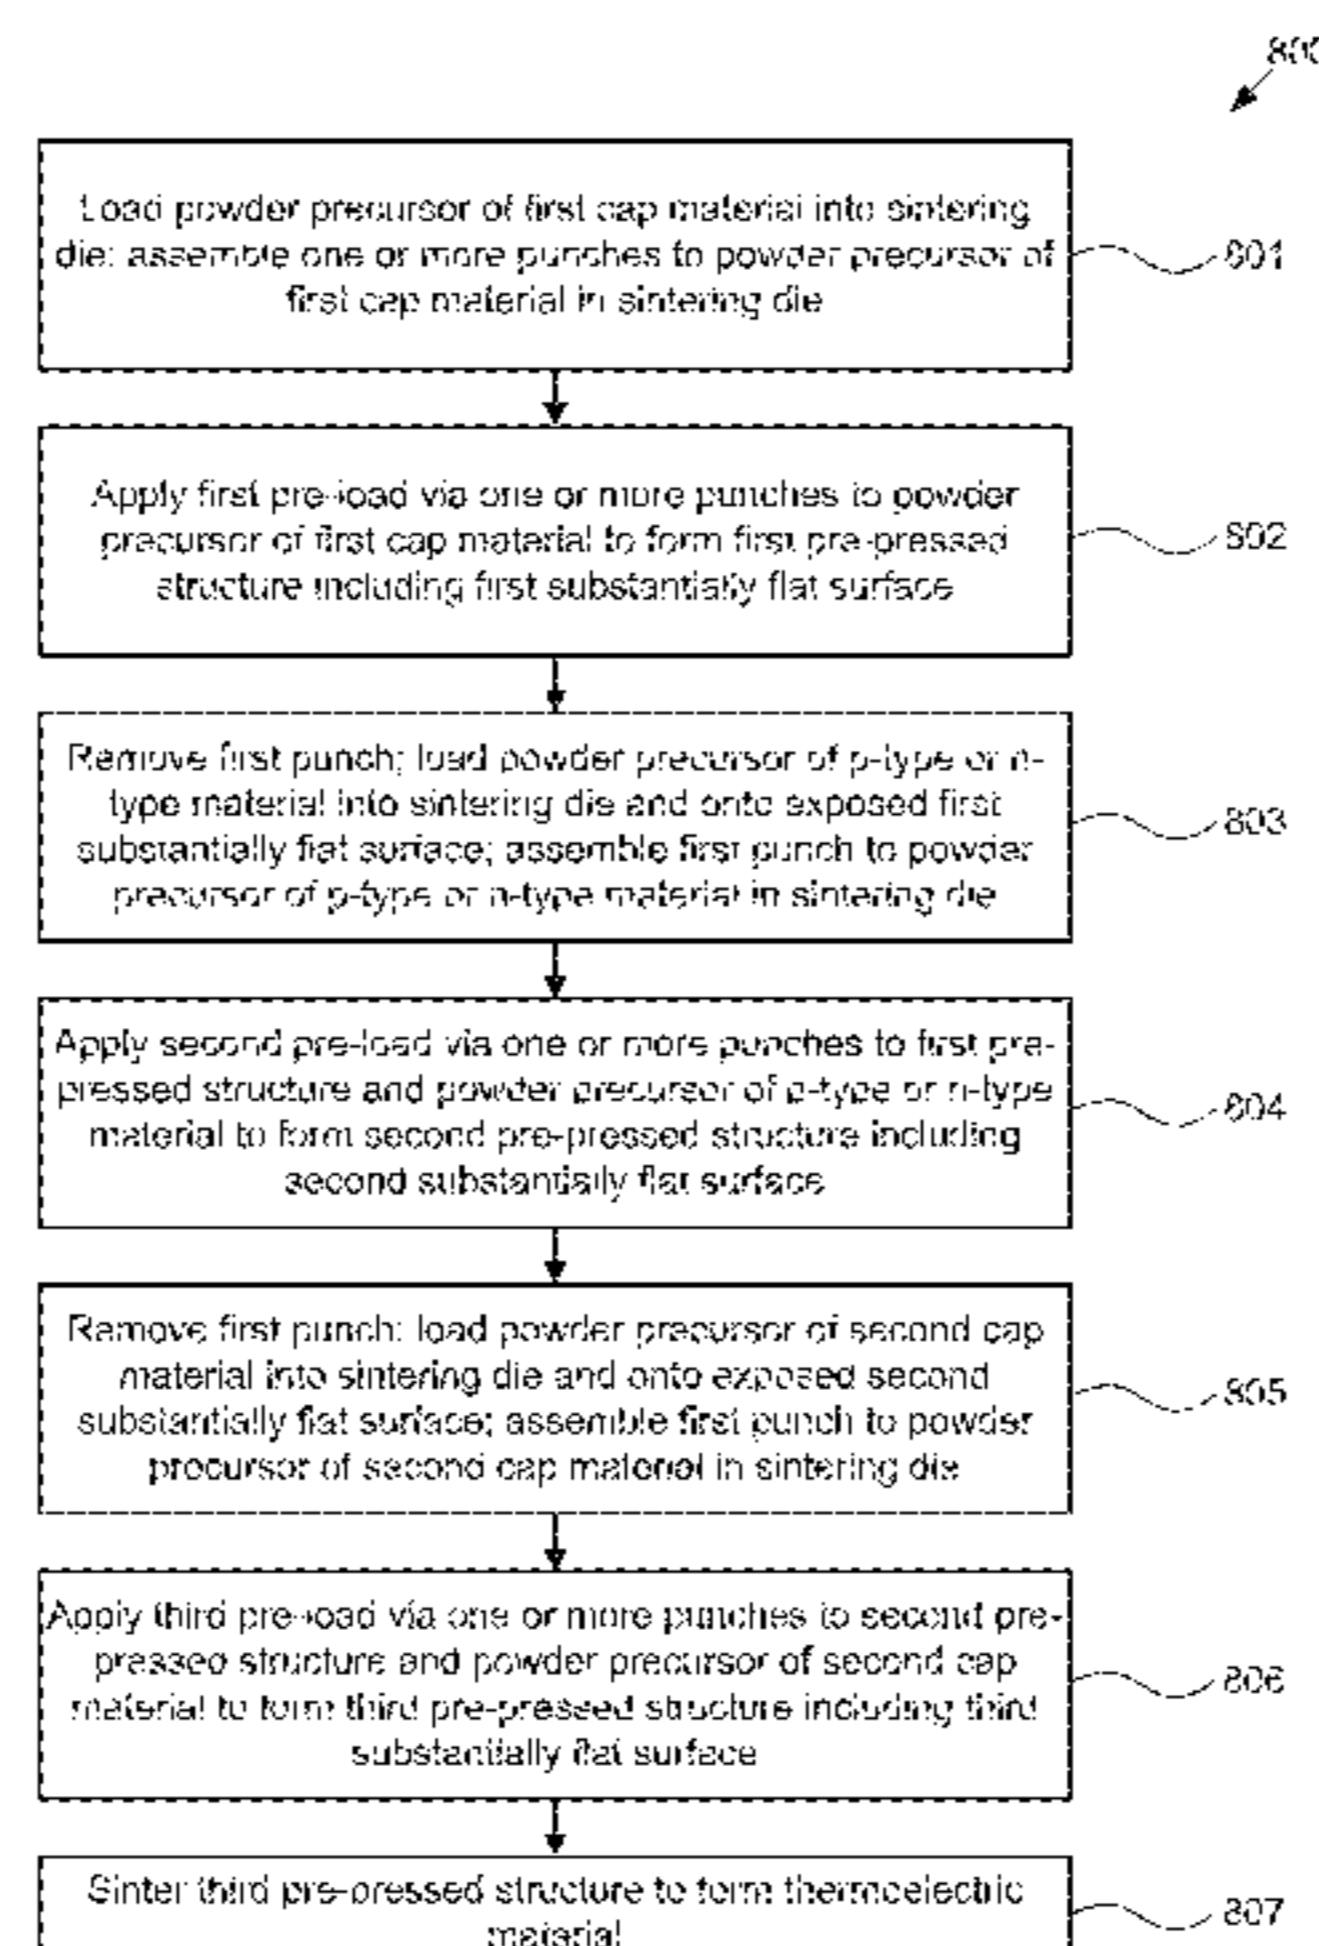 800
Load powder precursor of first cap material into sintering
die; assemble one or more punches to powder precursor of
first cap material in sintering die
801
Apply first pre-load via one or more punches to powder
precursor of first cap material to form first pre-pressed
structure including first substantially flat surface
802
Remove first punch; load powder precursor of p-type or n-
type material into sintering die and onto exposed first
substantially flat surface; assemble first punch to powder
precursor of p-type or n-type material in sintering die
803
Apply second pre-load via one or more punches to first pre-
pressed structure and powder precursor of p-type or n-type
material to form second pre-pressed structure including
second substantially flat surface
804
Remove first punch; load powder precursor of second cap
material into sintering die and onto exposed second
substantially flat surface; assemble first punch to powder
precursor of second cap material in sintering die
805
Apply third pre-load via one or more punches to second pre-
pressed structure and powder precursor of second cap
material to form third pre-pressed structure including third
substantially flat surface
806
Sinter third pre-pressed structure to form thermoelectric
material
807